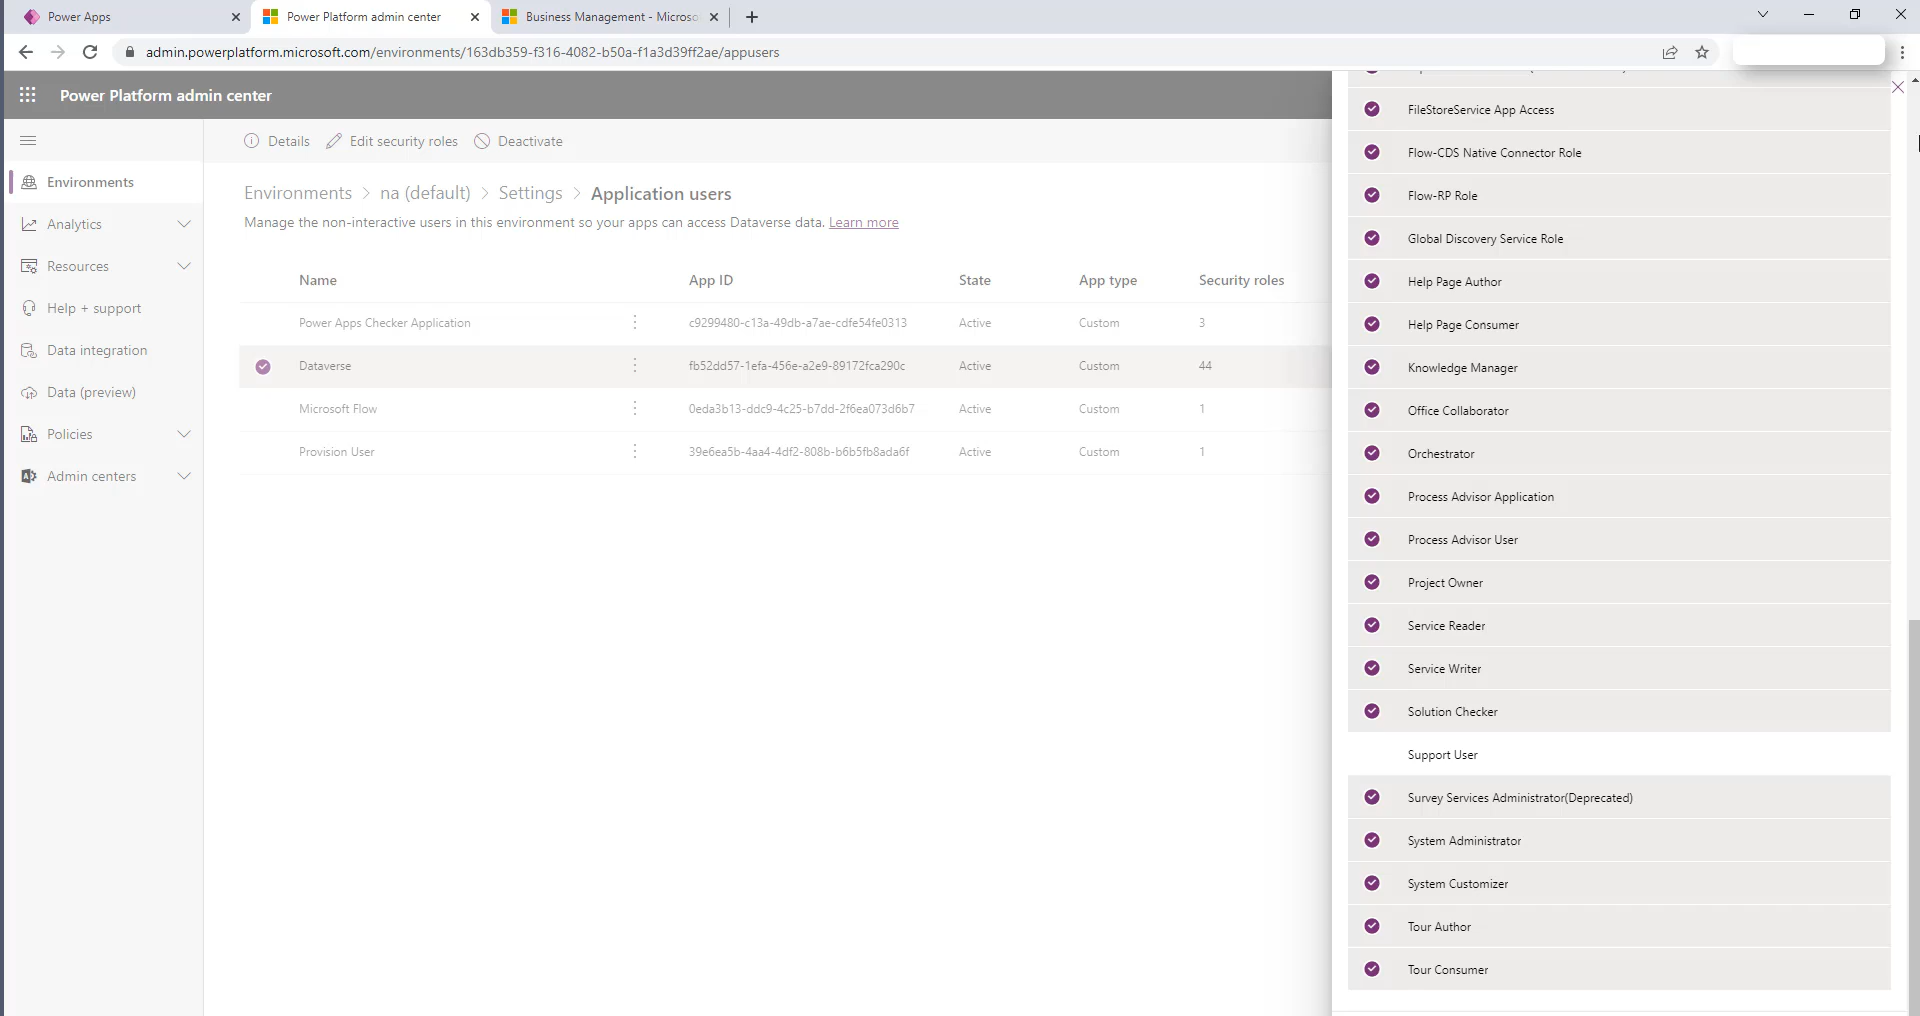 Power Apps
Power Platform admin center
Business Management - Microso
admin.powerplatform.microsoft.com/environments/163db359-f316-4082-b50a-f1a3d39ff2ae/appusers
Power Platform admin center
Environments
Analytics
Resources
Help + support
Data integration
Data (preview)
Policies
Admin centers
Details
Edit security roles
Deactivate
Environments > na (default) > Settings > Application users
Manage the non-interactive users in this environment so your apps can access Dataverse data. Learn more
Name App ID State App type Security roles
Power Apps Checker Application c9299480-c13a-49db-a7ae-cdfe54fe0313 Active Custom 3
Dataverse fb52dd57-1efa-456e-a2e9-89172fca290c Active Custom 44
Microsoft Flow 0eda3b13-ddc9-4c25-b7dd-2f6ea073d6b7 Active Custom 1
Provision User 39e6ea5b-4aa4-4df2-808b-b6b5fb8ada6f Active Custom 1
FileStoreService App Access
Flow-CDS Native Connector Role
Flow-RP Role
Global Discovery Service Role
Help Page Author
Help Page Consumer
Knowledge Manager
Office Collaborator
Orchestrator
Process Advisor Application
Process Advisor User
Project Owner
Service Reader
Service Writer
Solution Checker
Support User
Survey Services Administrator(Deprecated)
System Administrator
System Customizer
Tour Author
Tour Consumer